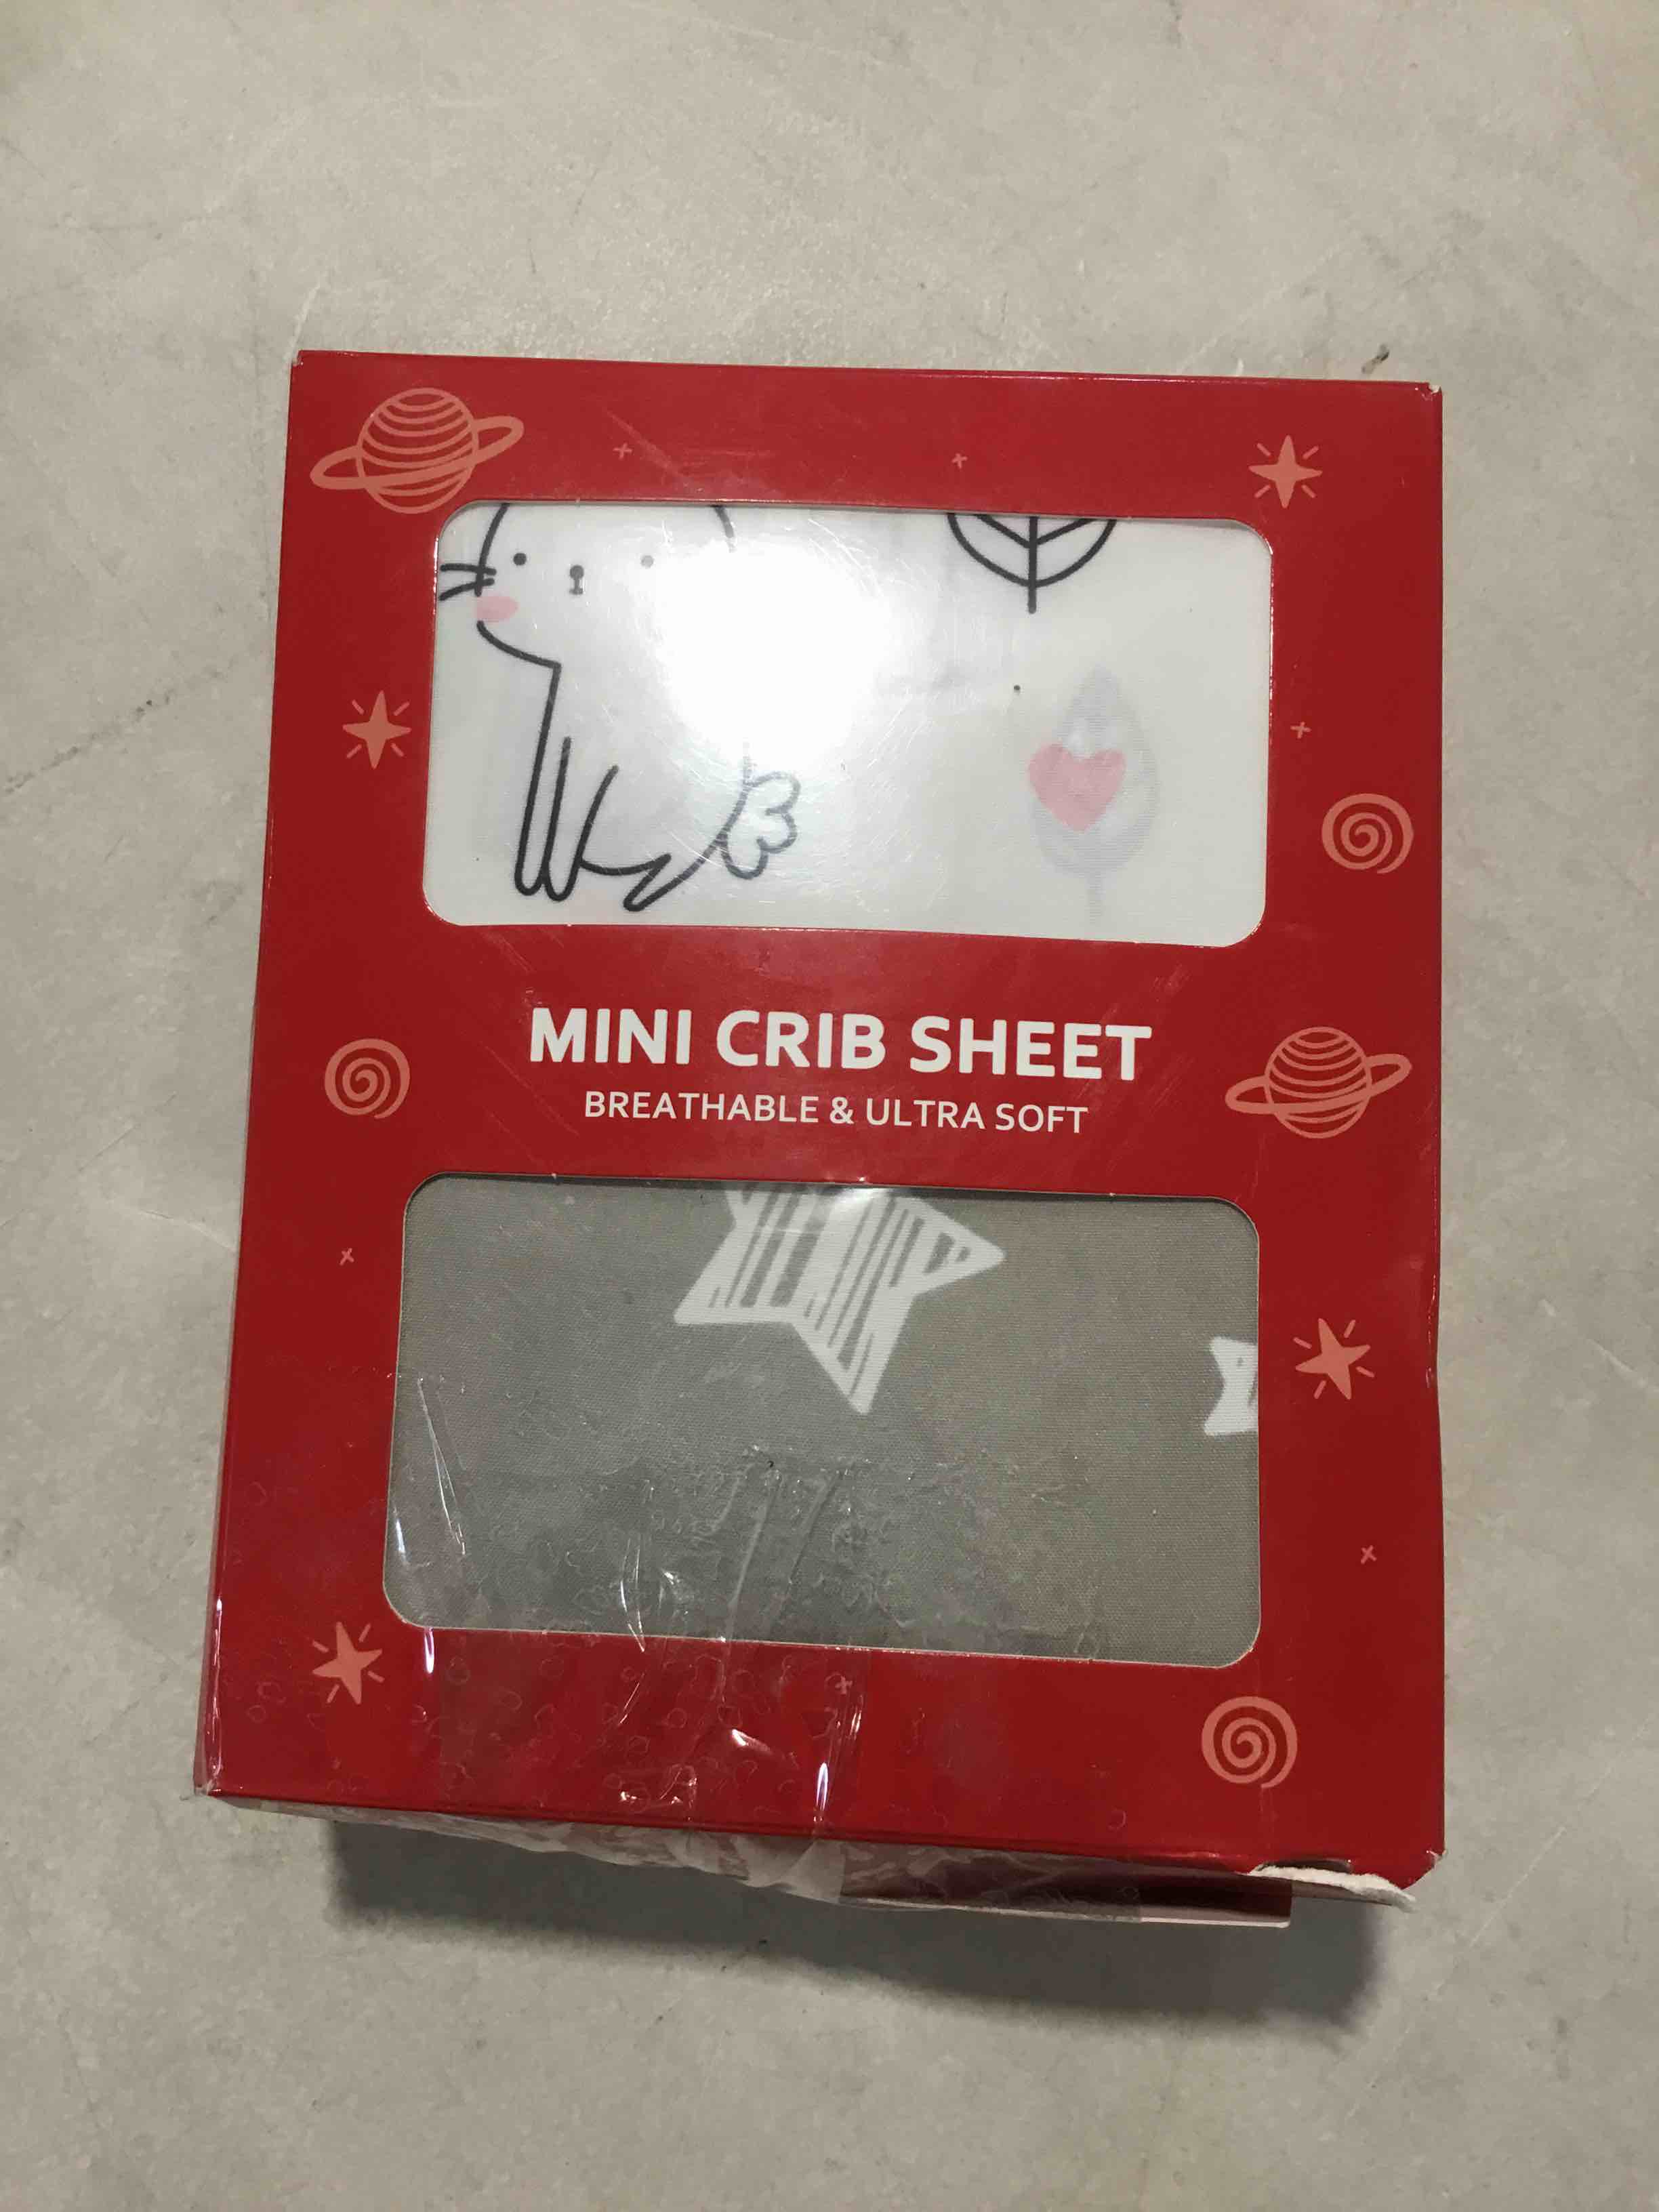 MINI CRIB SHEET
BREATHABLE & ULTRA SOFT